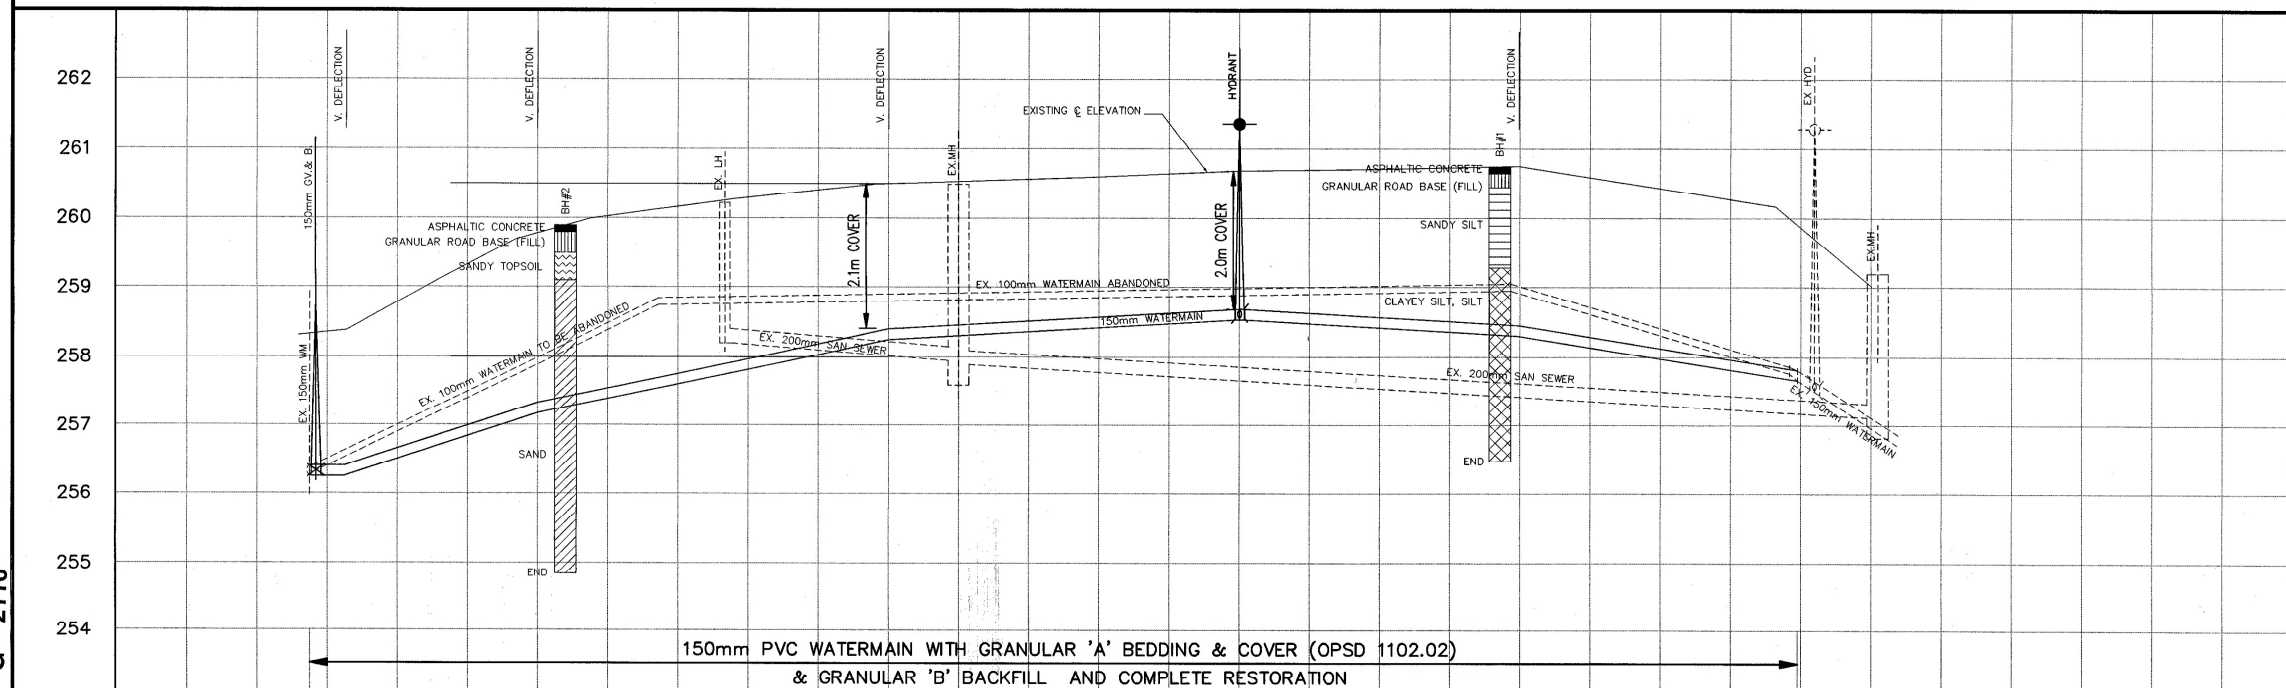 262
261
260
259
258
257
256
255
254
V. DEFLECTION
V. DEFLECTION
V. DEFLECTION
HYDRANT
V. DEFLECTION
EX HYD
EXISTING ℄ ELEVATION
150mm GV.& B.
EX. LH
EX.MH
BH#1
BH#2
EX.MH
ASPHALTIC CONCRETE
GRANULAR ROAD BASE (FILL)
SANDY SILT
ASPHALTIC CONCRETE
GRANULAR ROAD BASE (FILL)
SANDY TOPSOIL
2.1m COVER
2.0m COVER
EX. 100mm WATERMAIN ABANDONED
CLAYEY SILT, SILT
EX. 100mm WATERMAIN TO BE ABANDONED
150mm WATERMAIN
EX. 150mm WM
EX. 200mm SAN SEWER
EX. 200mm SAN SEWER
EX. 150mm WATERMAIN
SAND
END
END
150mm PVC WATERMAIN WITH GRANULAR 'A' BEDDING & COVER (OPSD 1102.02)
& GRANULAR 'B' BACKFILL AND COMPLETE RESTORATION